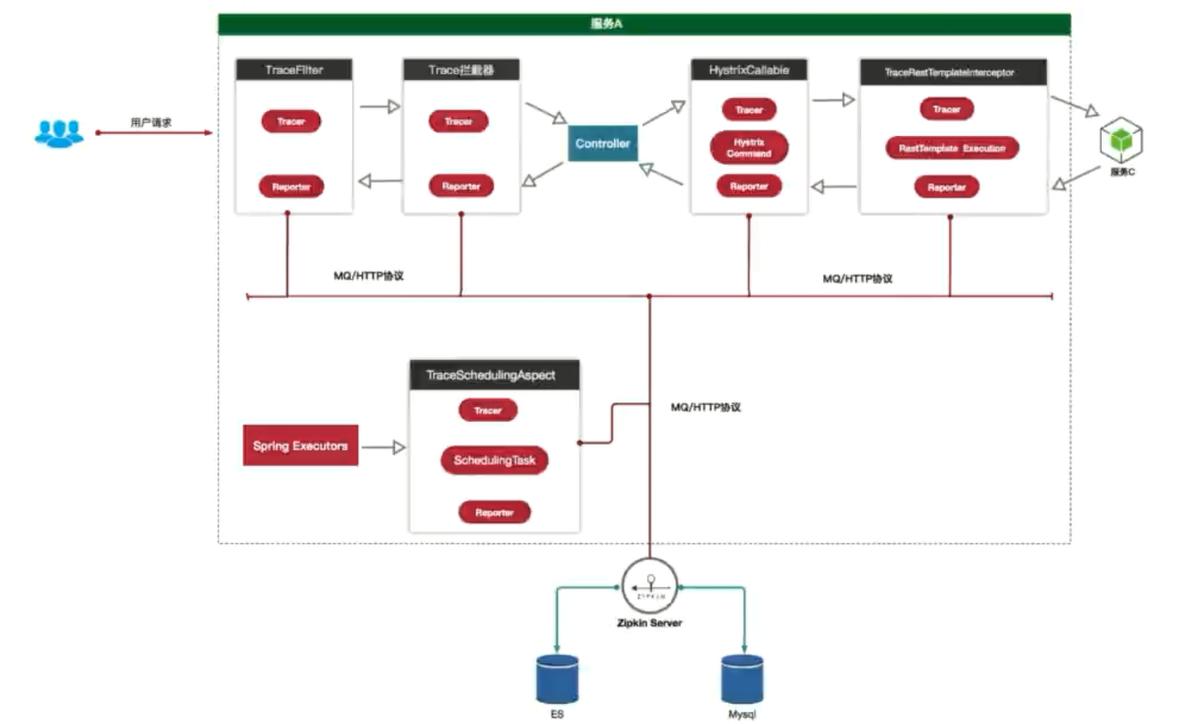 服务A
TraceFilter
Trace拦截器
HystrixCallable
TraceRestTemplateInterceptor
用户请求
Tracer
Tracer
Controller
Tracer
Hystrix
Command
Tracer
RestTemplate Execution
Reporter
Reporter
Reporter
Reporter
服务C
MQ/HTTP协议
MQ/HTTP协议
TraceSchedulingAspect
Tracer
MQ/HTTP协议
Spring Executors
SchedulingTask
Reporter
ZIPKIN
Zipkin Server
ES
Mysql